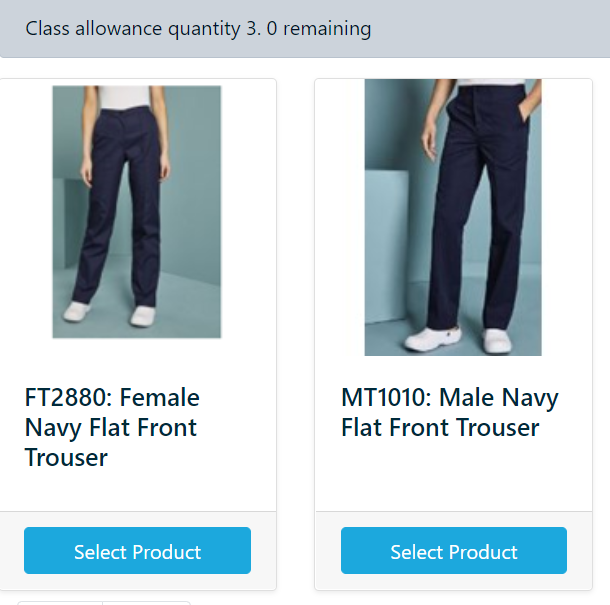 Class allowance quantity 3. 0 remaining
FT2880: Female
Navy Flat Front
Trouser
Select Product
MT1010: Male Navy
Flat Front Trouser
Select Product